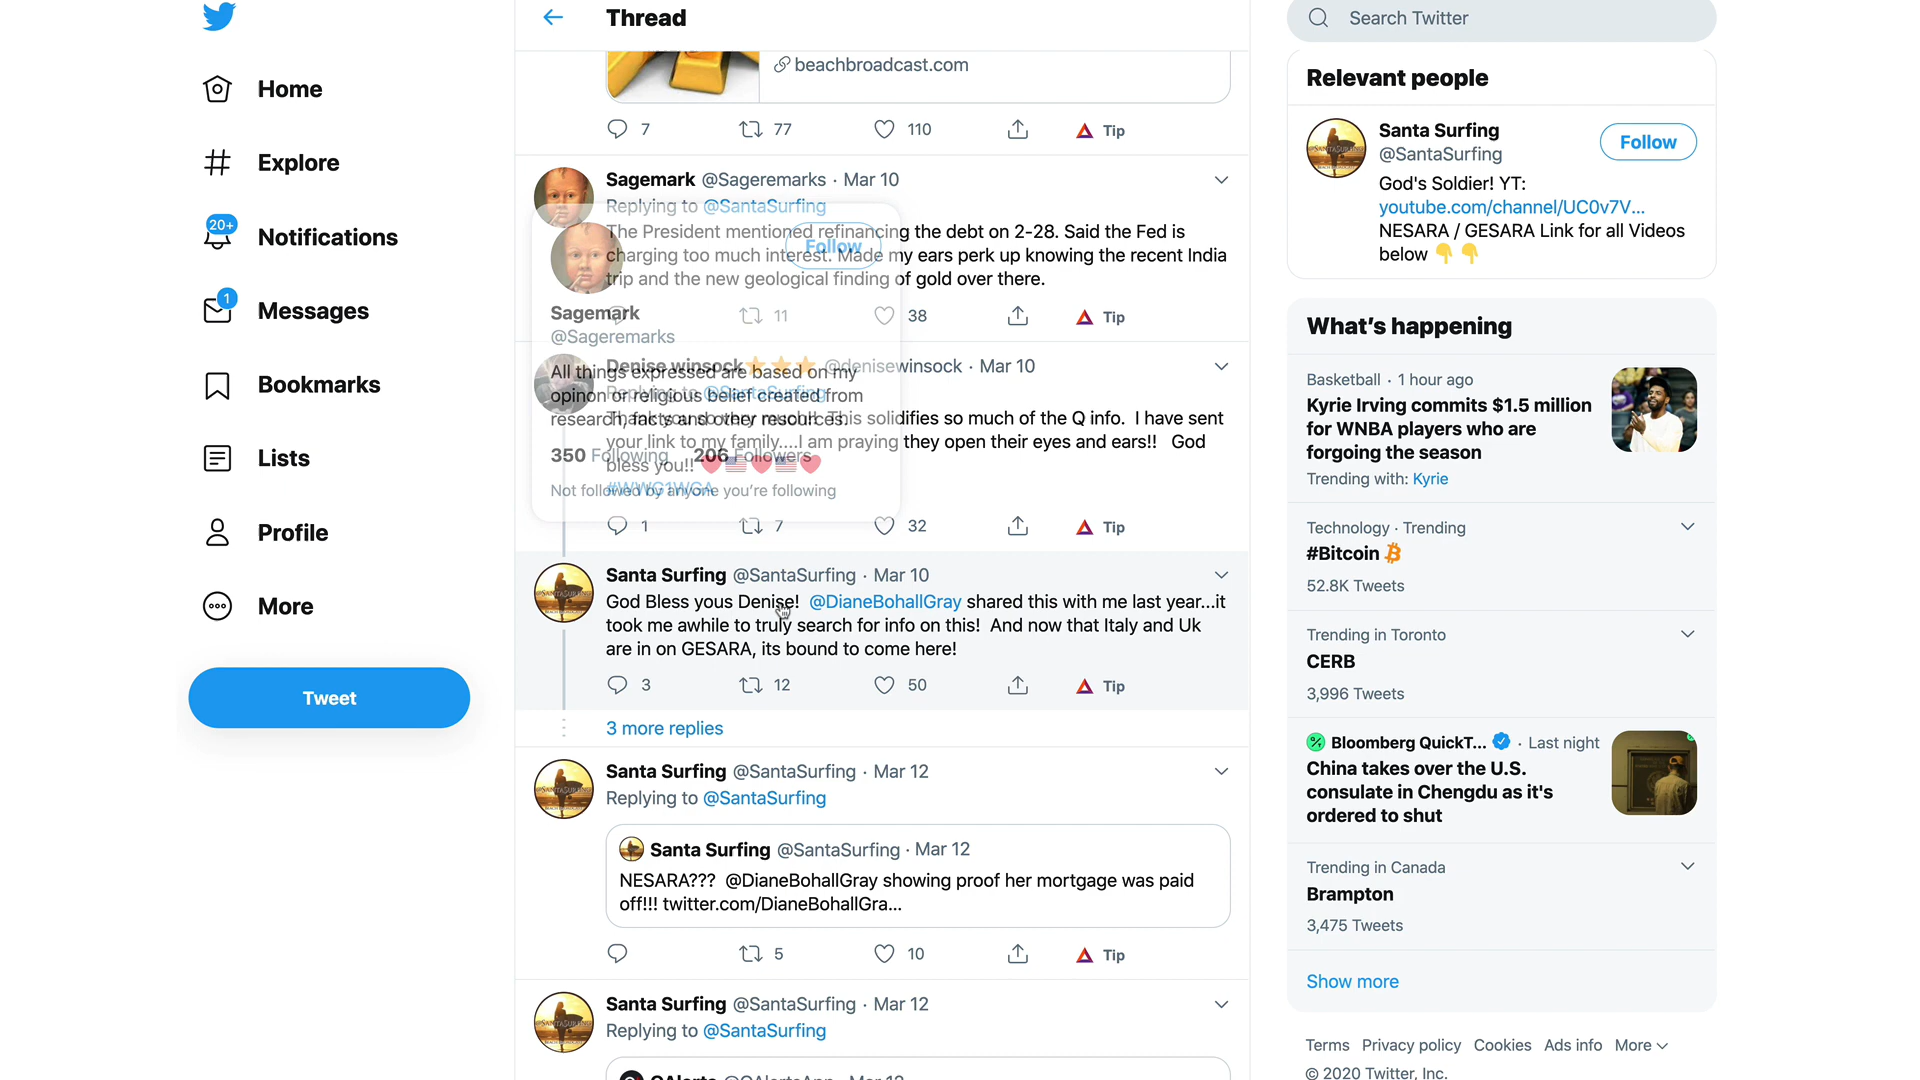 Thread
Search Twitter
Home
Explore
20+
Notifications
1
Messages
Bookmarks
Lists
Profile
More
Tweet
beachbroadcast.com
7 77 110 Tip
Sagemark @Sageremarks · Mar 10
Replying to @SantaSurfing
The President mentioned refinancing the debt on 2-28. Said the Fed is
charging too much interest. Made my ears perk up knowing the recent India
trip and the new geological finding of gold over there.
11 38 Tip
Follow
Sagemark
@Sageremarks
All things expressed are based on my
opinon or religious belief created from
research, facts and other resources.
350 Following 206 Followers
Not followed by anyone you're following
Denise winsock⭐⭐⭐ @denisewinsock · Mar 10
Replying to @SantaSurfing
Thank you so very much!! This solidifies so much of the Q info. I have sent
your link to my family....I am praying they open their eyes and ears!! God
bless you!! ❤️🇺🇸❤️🇺🇸❤️
#WWG1WGA
1 7 32 Tip
Santa Surfing @SantaSurfing · Mar 10
God Bless yous Denise! @DianeBohallGray shared this with me last year...it
took me awhile to truly search for info on this! And now that Italy and Uk
are in on GESARA, its bound to come here!
3 12 50 Tip
3 more replies
Santa Surfing @SantaSurfing · Mar 12
Replying to @SantaSurfing
Santa Surfing @SantaSurfing · Mar 12
NESARA??? @DianeBohallGray showing proof her mortgage was paid
off!!! twitter.com/DianeBohallGra...
5 10 Tip
Santa Surfing @SantaSurfing · Mar 12
Replying to @SantaSurfing
QAlerts @QAlertsApp · Mar 12
Relevant people
Santa Surfing
@SantaSurfing
Follow
God's Soldier! YT:
youtube.com/channel/UC0v7V...
NESARA / GESARA Link for all Videos
below 👇 👇
What's happening
Basketball · 1 hour ago
Kyrie Irving commits $1.5 million
for WNBA players who are
forgoing the season
Trending with: Kyrie
Technology · Trending
#Bitcoin
52.8K Tweets
Trending in Toronto
CERB
3,996 Tweets
Bloomberg QuickT... · Last night
China takes over the U.S.
consulate in Chengdu as it's
ordered to shut
Trending in Canada
Brampton
3,475 Tweets
Show more
Terms Privacy policy Cookies Ads info More
© 2020 Twitter, Inc.